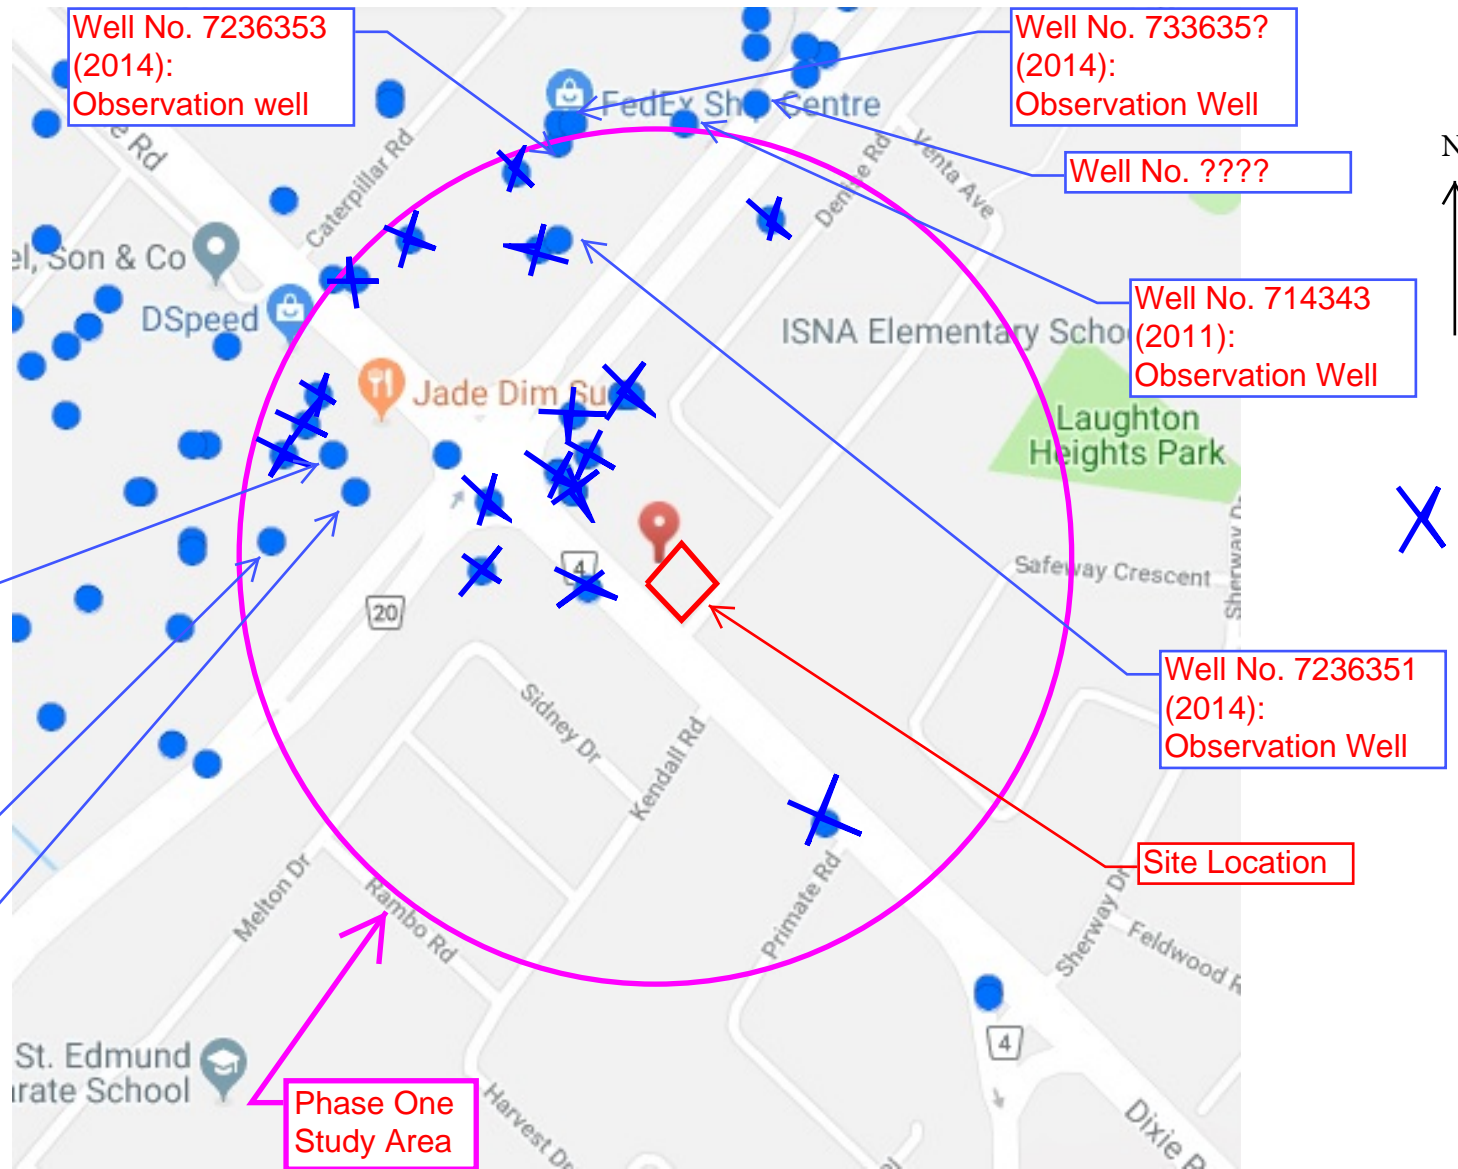 Well No. 7236353
(2014):
Observation well
Well No. 733635?
(2014):
Observation Well
FedEx Ship Centre
Well No. ????
N
e Rd
Caterpillar Rd
Denise Rd
Venta Ave
el, Son & Co
DSpeed
Well No. 714343
(2011):
Observation Well
ISNA Elementary Schoo
Jade Dim Su
Laughton
Heights Park
4
20
Safeway Crescent
Sherway Dr
Well No. 7236351
(2014):
Observation Well
Sidney Dr
Kendall Rd
Site Location
Melton Dr
Rambo Rd
Primate Rd
Sherway Dr
Feldwood R
4
St. Edmund
arate School
Phase One
Study Area
Harvest Dr
Dixie R